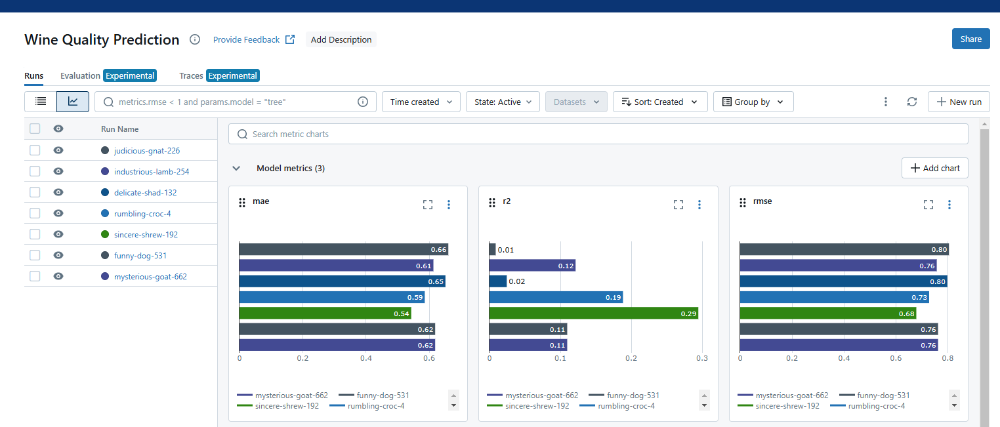 Wine Quality Prediction Provide Feedback Add Description Share
Runs Evaluation Experimental Traces Experimental
metrics.rmse < 1 and params.model = "tree" Time created State: Active Datasets Sort: Created Group by New run
Run Name
judicious-gnat-226
industrious-lamb-254
delicate-shad-132
rumbling-croc-4
sincere-shrew-192
funny-dog-531
mysterious-goat-662
Search metric charts
Model metrics (3) Add chart
mae
0.66
0.61
0.65
0.59
0.54
0.62
0.62
0 0.2 0.4 0.6
mysterious-goat-662 funny-dog-531
sincere-shrew-192 rumbling-croc-4
r2
0.01
0.12
0.02
0.19
0.29
0.11
0.11
0 0.1 0.2 0.3
mysterious-goat-662 funny-dog-531
sincere-shrew-192 rumbling-croc-4
rmse
0.80
0.76
0.80
0.73
0.68
0.76
0.76
0 0.2 0.4 0.6 0.8
mysterious-goat-662 funny-dog-531
sincere-shrew-192 rumbling-croc-4